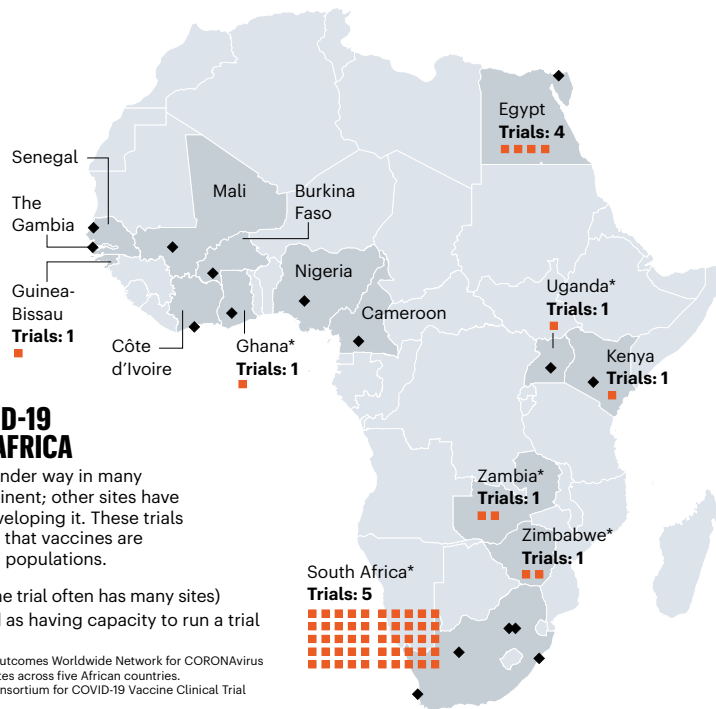 Egypt
Trials: 4
Senegal
Mali
Burkina
Faso
The
Gambia
Nigeria
Guinea-
Bissau
Trials: 1
Uganda*
Trials: 1
Cameroon
Côte
d’Ivoire
Ghana*
Trials: 1
Kenya
Trials: 1
D-19
AFRICA
nder way in many
inent; other sites have
veloping it. These trials
that vaccines are
populations.
Zambia*
Trials: 1
Zimbabwe*
Trials: 1
South Africa*
Trials: 5
e trial often has many sites)
as having capacity to run a trial
utcomes Worldwide Network for CORONAvirus
tes across five African countries.
nsortium for COVID-19 Vaccine Clinical Trial